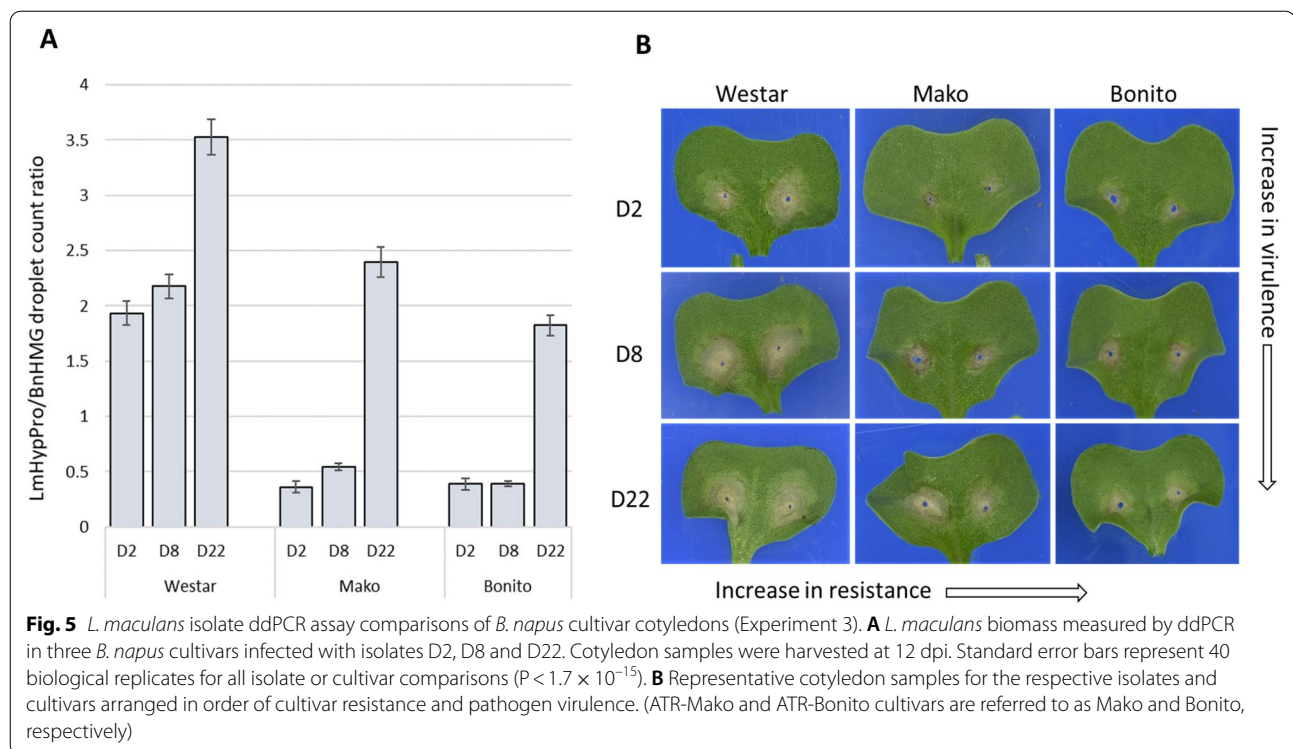 A
LmHypPro/BnHMG droplet count ratio
4
3.5
3
2.5
2
1.5
1
0.5
0
D2 D8 D22 D2 D8 D22 D2 D8 D22
Westar Mako Bonito
B
Westar Mako Bonito
D2
D8
D22
Increase in virulence
Increase in resistance
Fig. 5 L. maculans isolate ddPCR assay comparisons of B. napus cultivar cotyledons (Experiment 3). A L. maculans biomass measured by ddPCR
in three B. napus cultivars infected with isolates D2, D8 and D22. Cotyledon samples were harvested at 12 dpi. Standard error bars represent 40
biological replicates for all isolate or cultivar comparisons (P < 1.7 × 10⁻¹⁵). B Representative cotyledon samples for the respective isolates and
cultivars arranged in order of cultivar resistance and pathogen virulence. (ATR-Mako and ATR-Bonito cultivars are referred to as Mako and Bonito,
respectively)